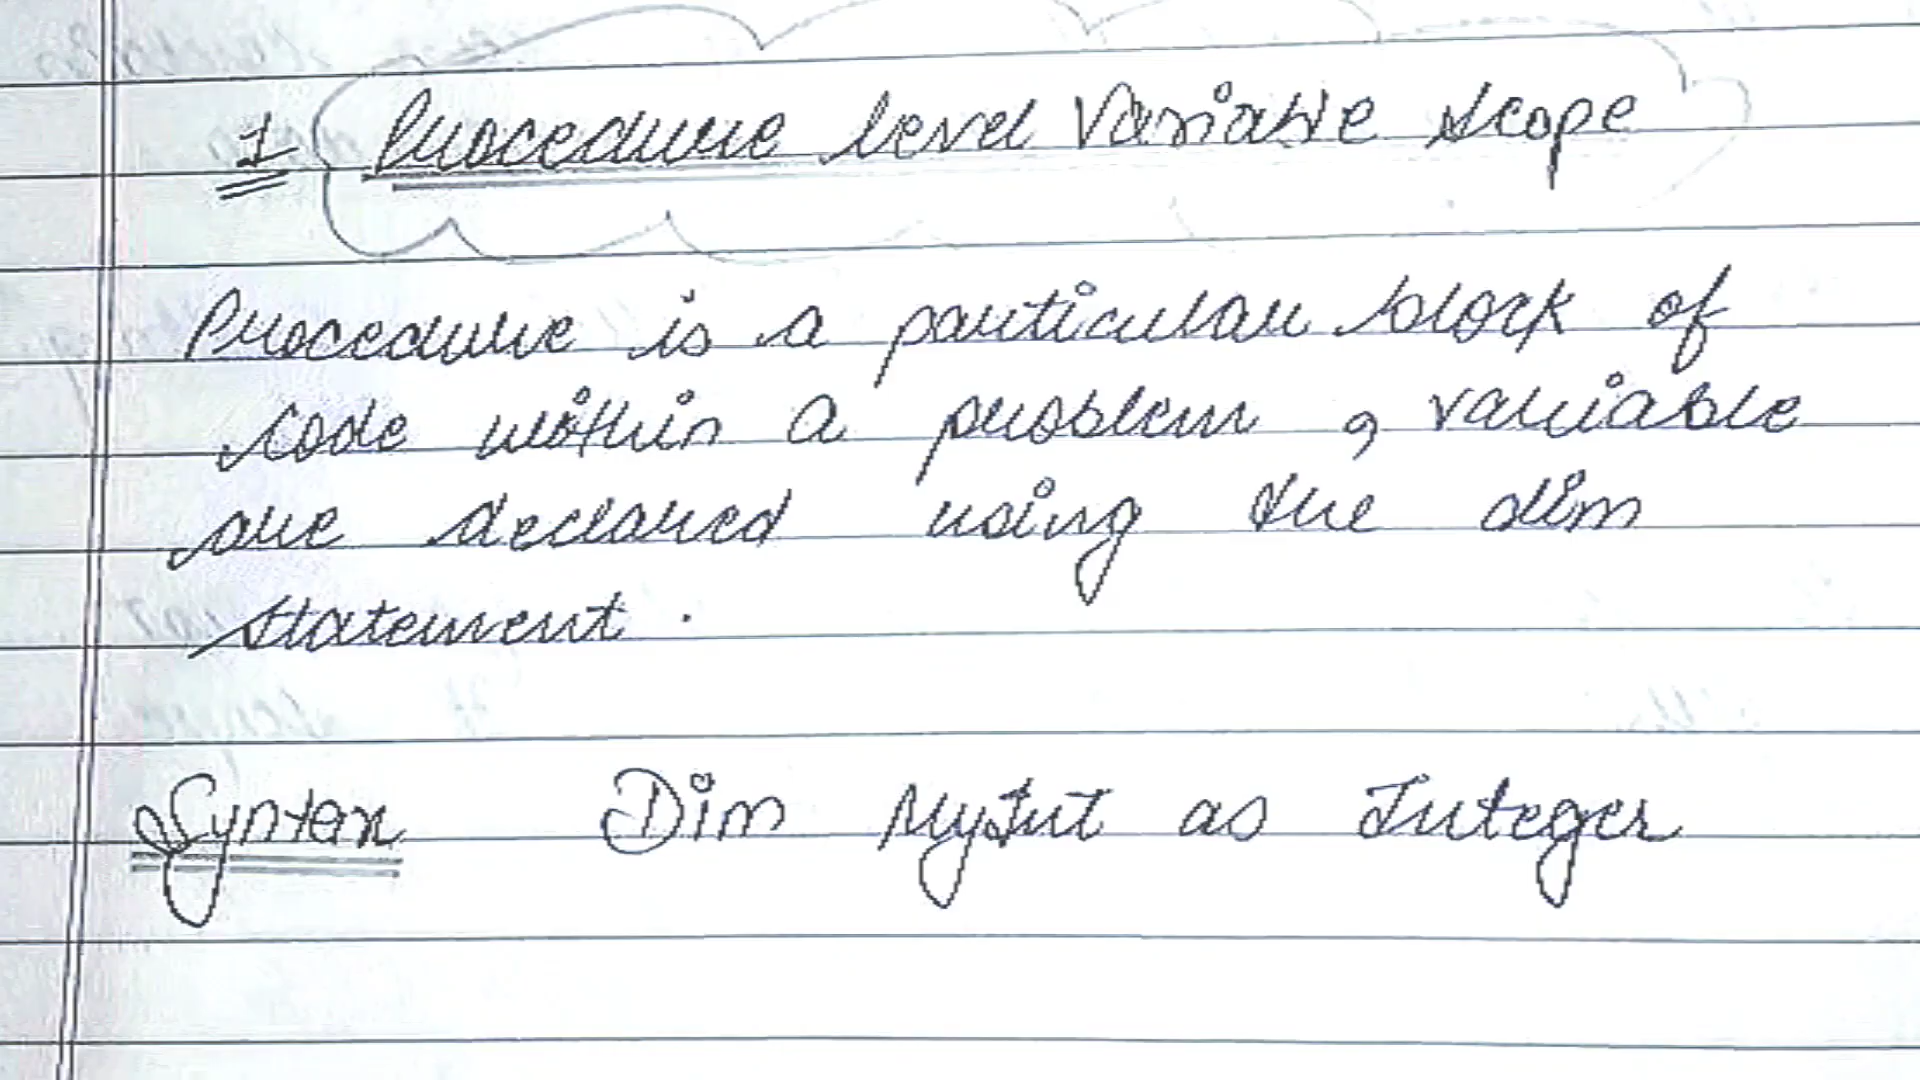 1 Procedure level Variable scope
Procedure is a particular block of
code within a problem, variable
are declared using the dim
statement.
Syntax Dim MyInt as Integer